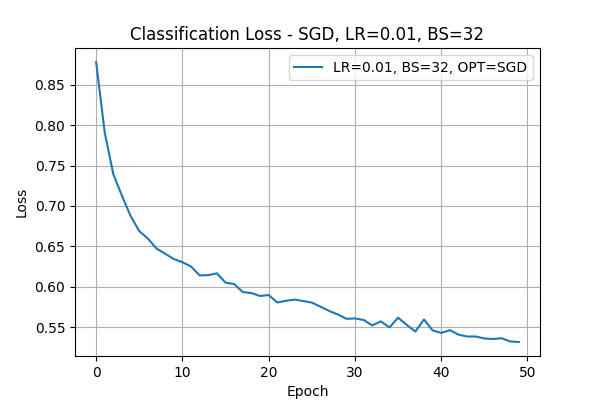 Classification Loss - SGD, LR=0.01, BS=32
LR=0.01, BS=32, OPT=SGD
Loss
0.85
0.80
0.75
0.70
0.65
0.60
0.55
0 10 20 30 40 50
Epoch